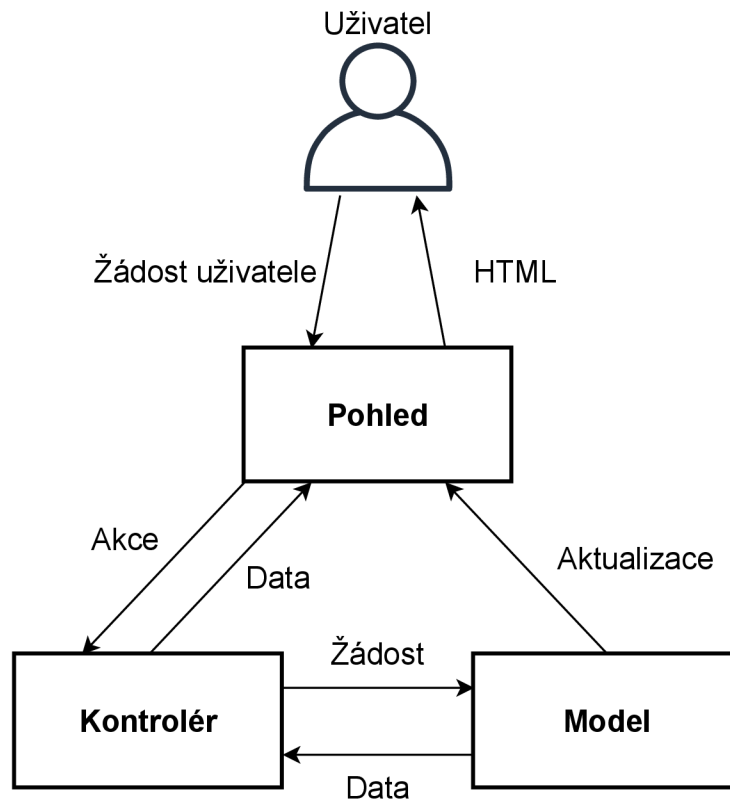 Uživatel
Žádost uživatele
HTML
Pohled
Akce
Data
Aktualizace
Žádost
Kontrolér
Model
Data